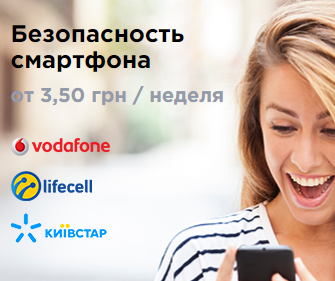 Безопасность
смартфона
от 3,50 грн / неделя
vodafone
lifecell
КИЇВСТАР